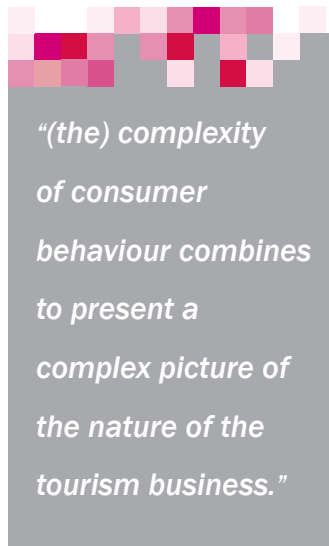 “(the) complexity
of consumer
behaviour combines
to present a
complex picture of
the nature of the
tourism business.”